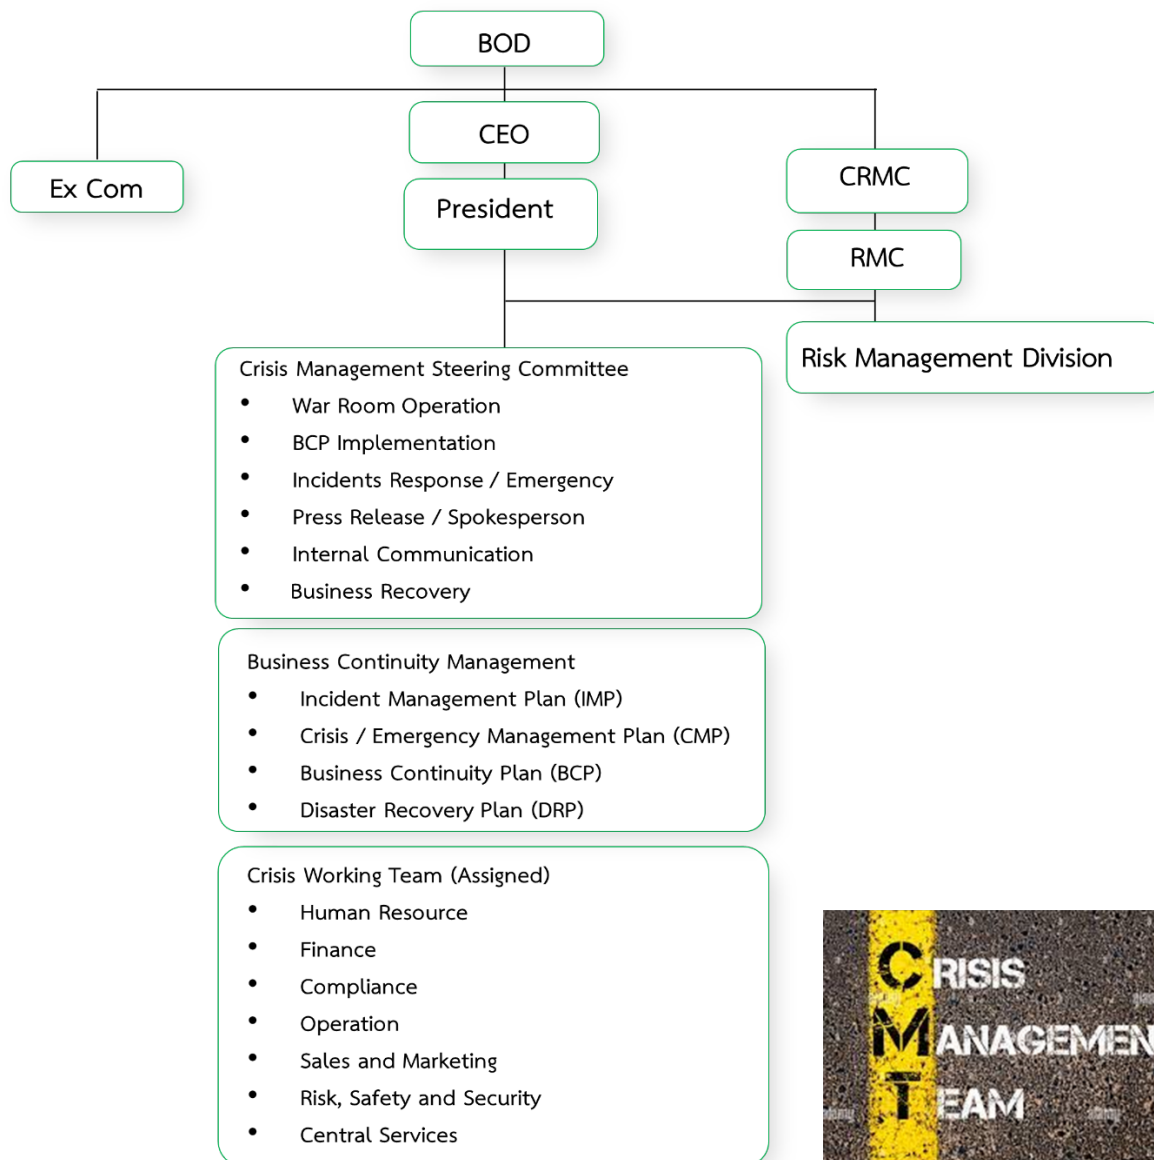 BOD
CEO
Ex Com
CRMC
President
RMC
Risk Management Division
Crisis Management Steering Committee
• War Room Operation
• BCP Implementation
• Incidents Response / Emergency
• Press Release / Spokesperson
• Internal Communication
• Business Recovery
Business Continuity Management
• Incident Management Plan (IMP)
• Crisis / Emergency Management Plan (CMP)
• Business Continuity Plan (BCP)
• Disaster Recovery Plan (DRP)
Crisis Working Team (Assigned)
• Human Resource
• Finance
• Compliance
• Operation
• Sales and Marketing
• Risk, Safety and Security
• Central Services
CRISIS
MANAGEMEN
TEAM